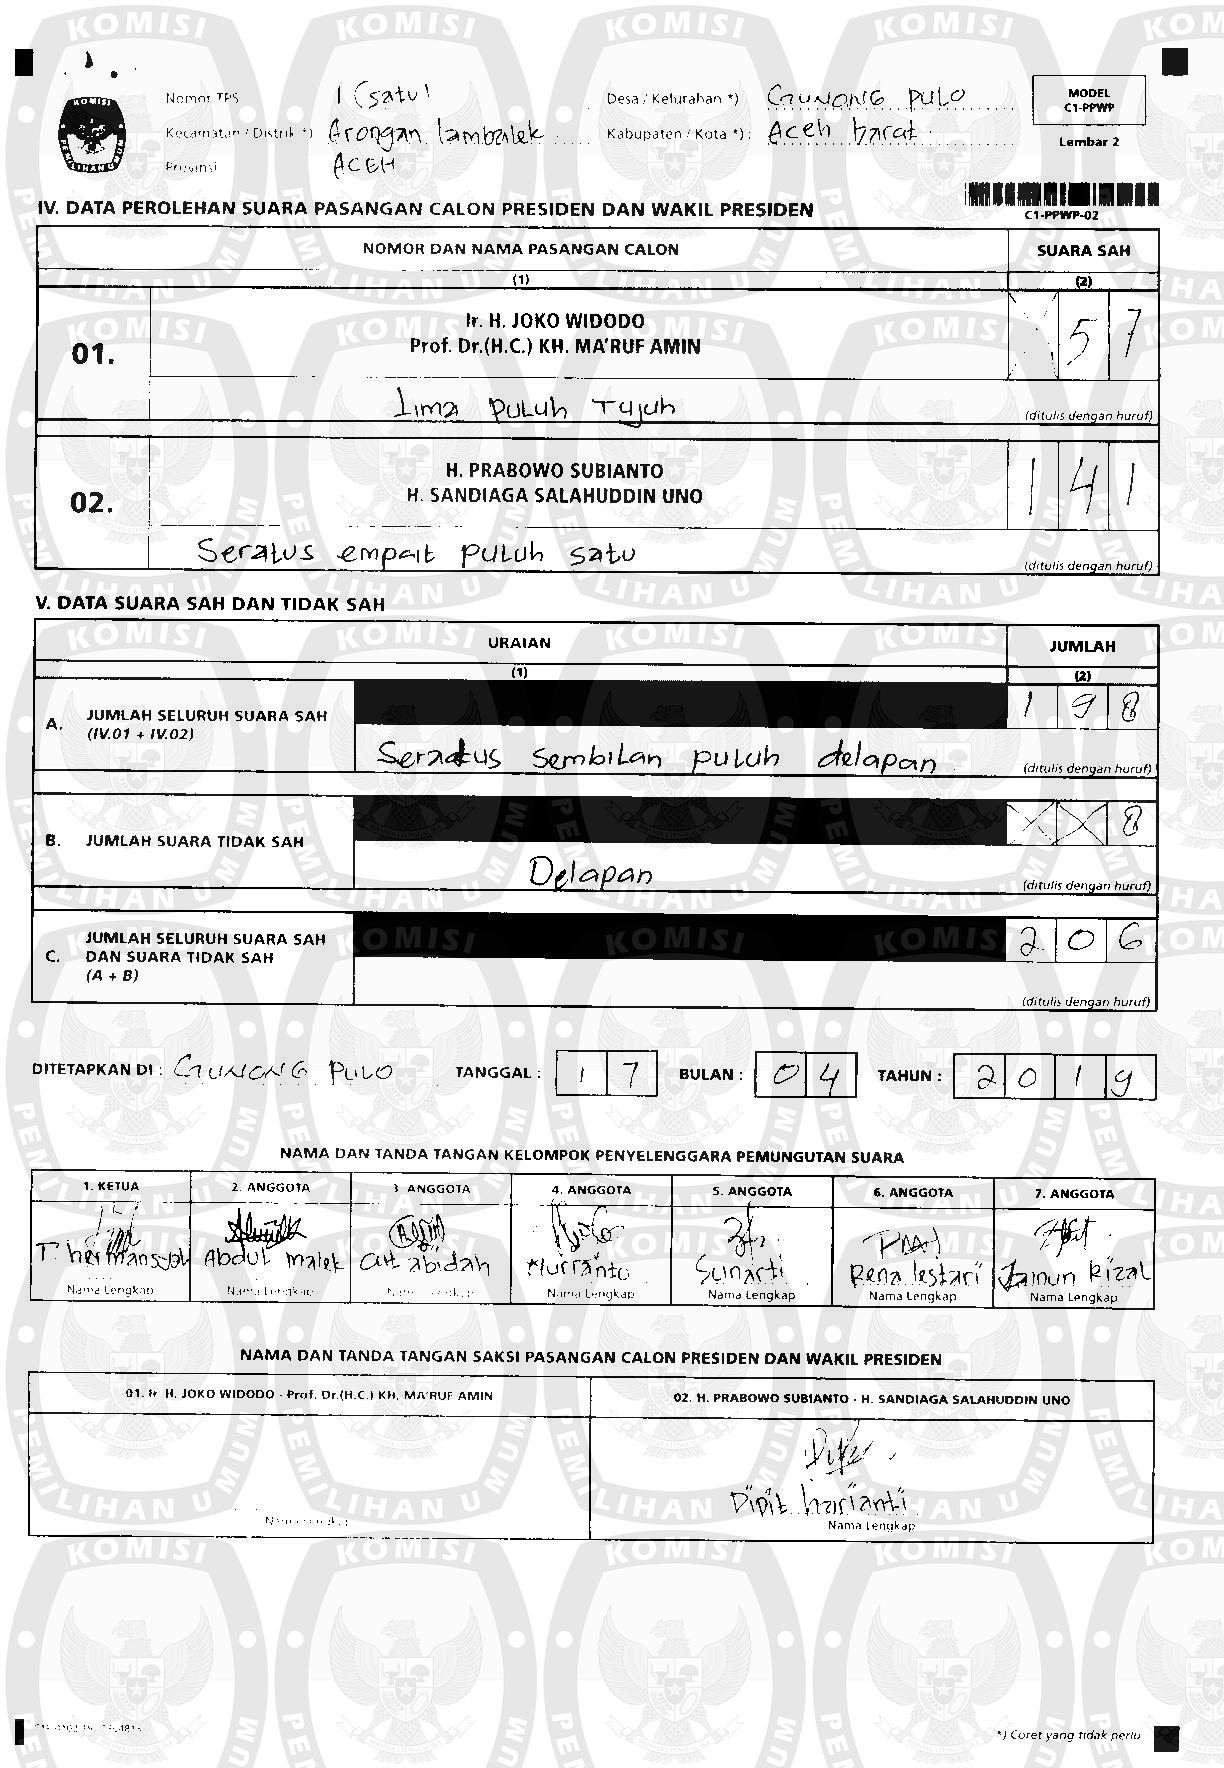 Nomor TPS 1 (satu) Desa / Kelurahan *) GUNONG PULO
Kecamatan / Distrik *) Arongan lambalek Kabupaten / Kota *) : Aceh barat
Provinsi ACEH
MODEL
C1-PPWP
Lembar 2
KOMISI
PEMILIHAN UMUM
C1-PPWP-02
IV. DATA PEROLEHAN SUARA PASANGAN CALON PRESIDEN DAN WAKIL PRESIDEN
NOMOR DAN NAMA PASANGAN CALON SUARA SAH
(1) (2)
01. Ir. H. JOKO WIDODO
Prof. Dr.(H.C.) KH. MA'RUF AMIN
X 5 7
Lima puluh Tujuh
(ditulis dengan huruf)
02. H. PRABOWO SUBIANTO
H. SANDIAGA SALAHUDDIN UNO
1 4 1
Seratus empat puluh satu
(ditulis dengan huruf)
V. DATA SUARA SAH DAN TIDAK SAH
URAIAN JUMLAH
(1) (2)
A. JUMLAH SELURUH SUARA SAH
(IV.01 + IV.02)
1 9 8
Seratus sembilan puluh delapan
(ditulis dengan huruf)
B. JUMLAH SUARA TIDAK SAH
X X 8
Delapan
(ditulis dengan huruf)
C. JUMLAH SELURUH SUARA SAH
DAN SUARA TIDAK SAH
(A + B)
2 0 6
(ditulis dengan huruf)
DITETAPKAN DI : GUNONG PULO TANGGAL : 1 7 BULAN : 0 4 TAHUN : 2 0 1 9
NAMA DAN TANDA TANGAN KELOMPOK PENYELENGGARA PEMUNGUTAN SUARA
1. KETUA 2. ANGGOTA 3. ANGGOTA 4. ANGGOTA 5. ANGGOTA 6. ANGGOTA 7. ANGGOTA
T. hermansyah Abdul malek Cut abidah Nurranto Sunarti Rena lestari Jainun Rizal
Nama Lengkap Nama Lengkap Nama Lengkap Nama Lengkap Nama Lengkap Nama Lengkap Nama Lengkap
NAMA DAN TANDA TANGAN SAKSI PASANGAN CALON PRESIDEN DAN WAKIL PRESIDEN
01. Ir H. JOKO WIDODO - Prof. Dr.(H.C.) KH. MA'RUF AMIN 02. H. PRABOWO SUBIANTO - H. SANDIAGA SALAHUDDIN UNO
Dipit harianti
Nama Lengkap Nama Lengkap
*) Coret yang tidak perlu